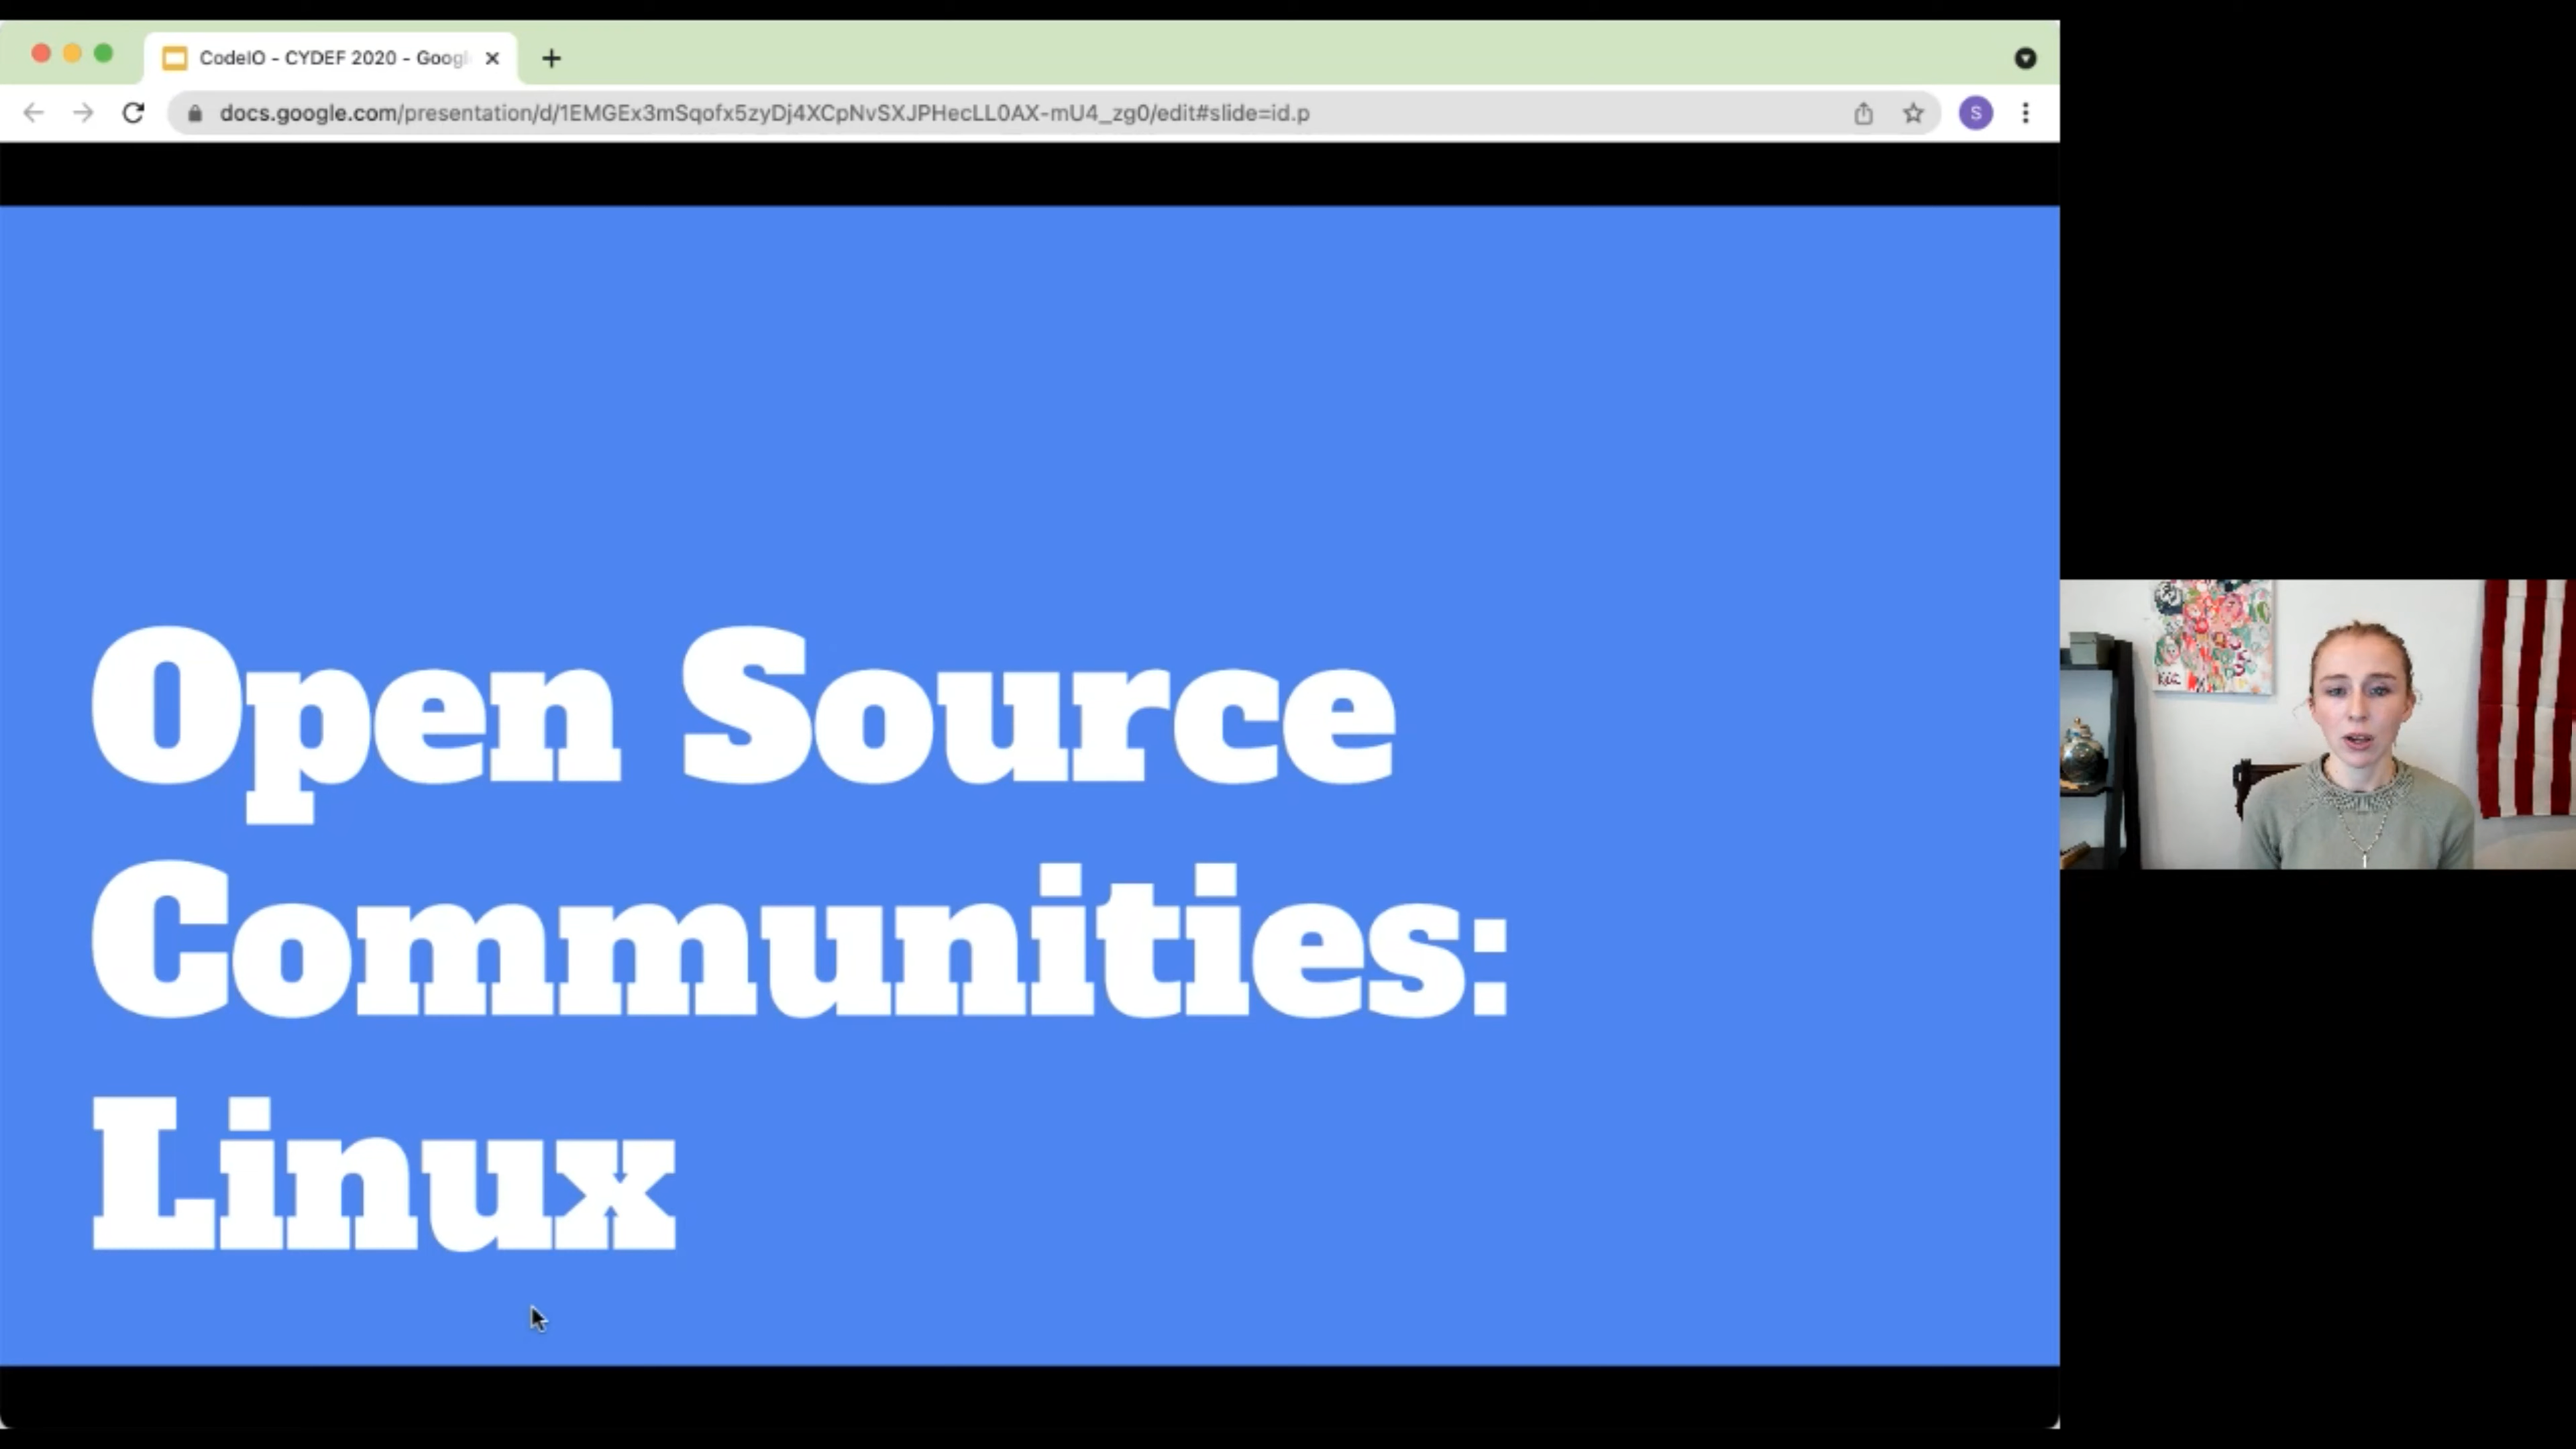 CodeIO - CYDEF 2020 - Googl
docs.google.com/presentation/d/1EMGEx3mSqofx5zyDj4XCpNvSXJPHecLL0AX-mU4_zg0/edit#slide=id.p
S
Open Source
Communities:
Linux